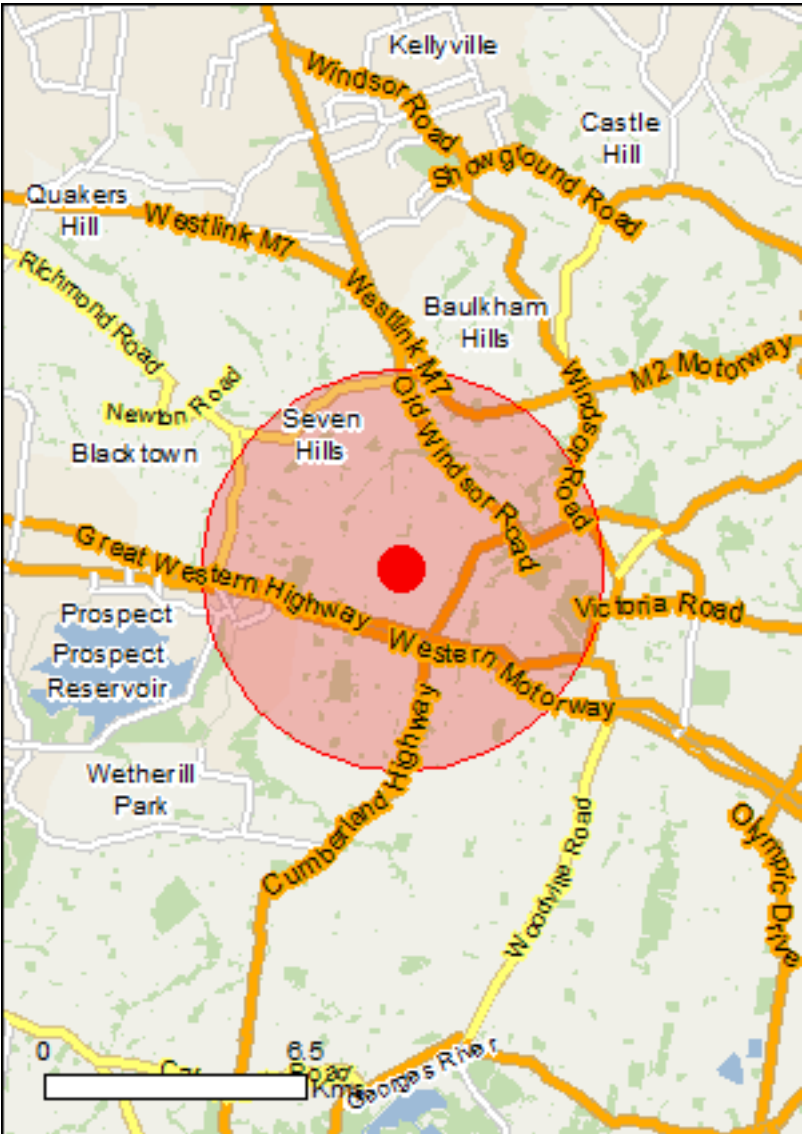 Kellyville
Windsor Road
Castle
Hill
Showground Road
Quakers
Hill
Westlink M7
Richmond Road
Westlink M7
Baulkham
Hills
M2 Motorway
Newton Road
Seven
Hills
Old Windsor Road
Windsor Road
Blacktown
Great Western Highway
Prospect
Victoria Road
Prospect
Reservoir
Western Motorway
Wetherill
Park
Cumberland Highway
Woodville Road
Olympic Drive
0
6.5
Road
Kms
Georges River